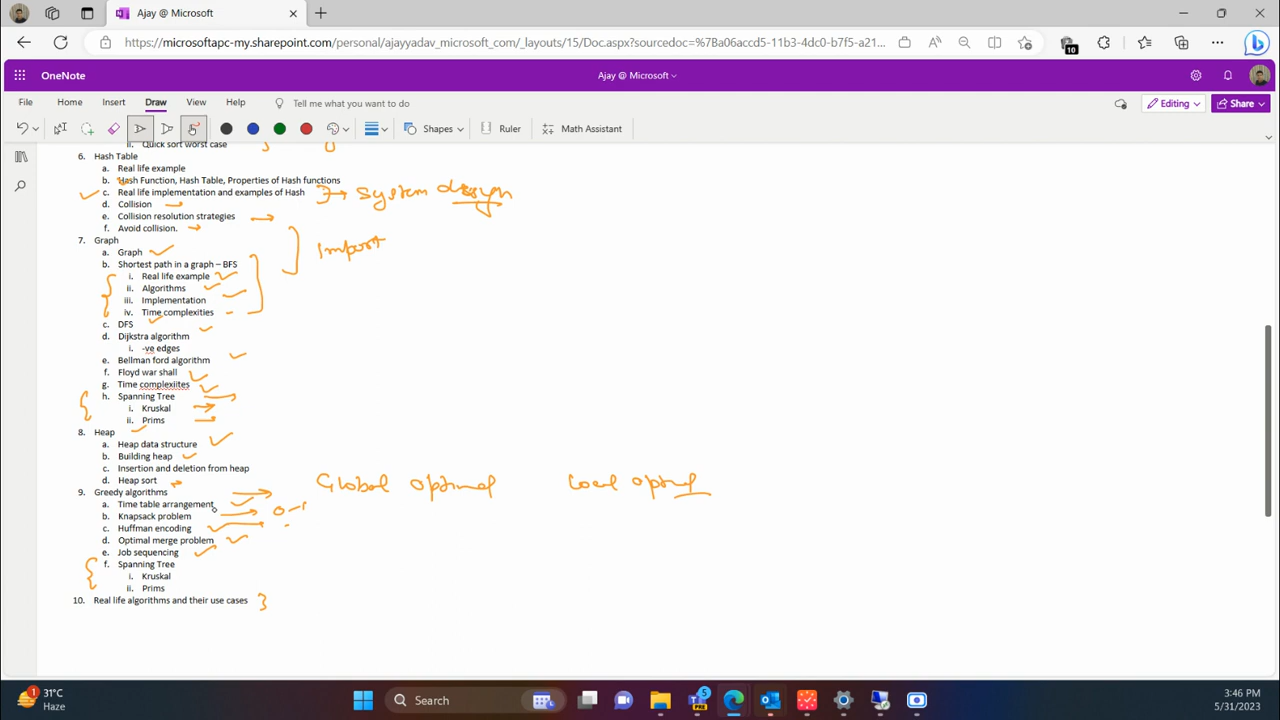 Ajay @ Microsoft
https://microsoftapc-my.sharepoint.com/personal/ajayyadav_microsoft_com/_layouts/15/Doc.aspx?sourcedoc=%7Ba06accd5-11b3-4dc0-b7f5-a21...
10
OneNote
Ajay @ Microsoft
File Home Insert Draw View Help Tell me what you want to do
Editing Share
Shapes Ruler Math Assistant
ii. Quick sort worst case
6. Hash Table
a. Real life example
b. Hash Function, Hash Table, Properties of Hash functions
c. Real life implementation and examples of Hash
System design
d. Collision
e. Collision resolution strategies
f. Avoid collision.
7. Graph
Import
a. Graph
b. Shortest path in a graph – BFS
i. Real life example
ii. Algorithms
iii. Implementation
iv. Time complexities
c. DFS
d. Dijkstra algorithm
i. -ve edges
e. Bellman ford algorithm
f. Floyd war shall
g. Time complexiites
h. Spanning Tree
i. Kruskal
ii. Prims
8. Heap
a. Heap data structure
b. Building heap
c. Insertion and deletion from heap
d. Heap sort
Global optimal Local optimal
9. Greedy algorithms
a. Time table arrangement
b. Knapsack problem
0-1
c. Huffman encoding
d. Optimal merge problem
e. Job sequencing
f. Spanning Tree
i. Kruskal
ii. Prims
10. Real life algorithms and their use cases
1
31°C
Haze
Search
5
PRE
3:46 PM
5/31/2023